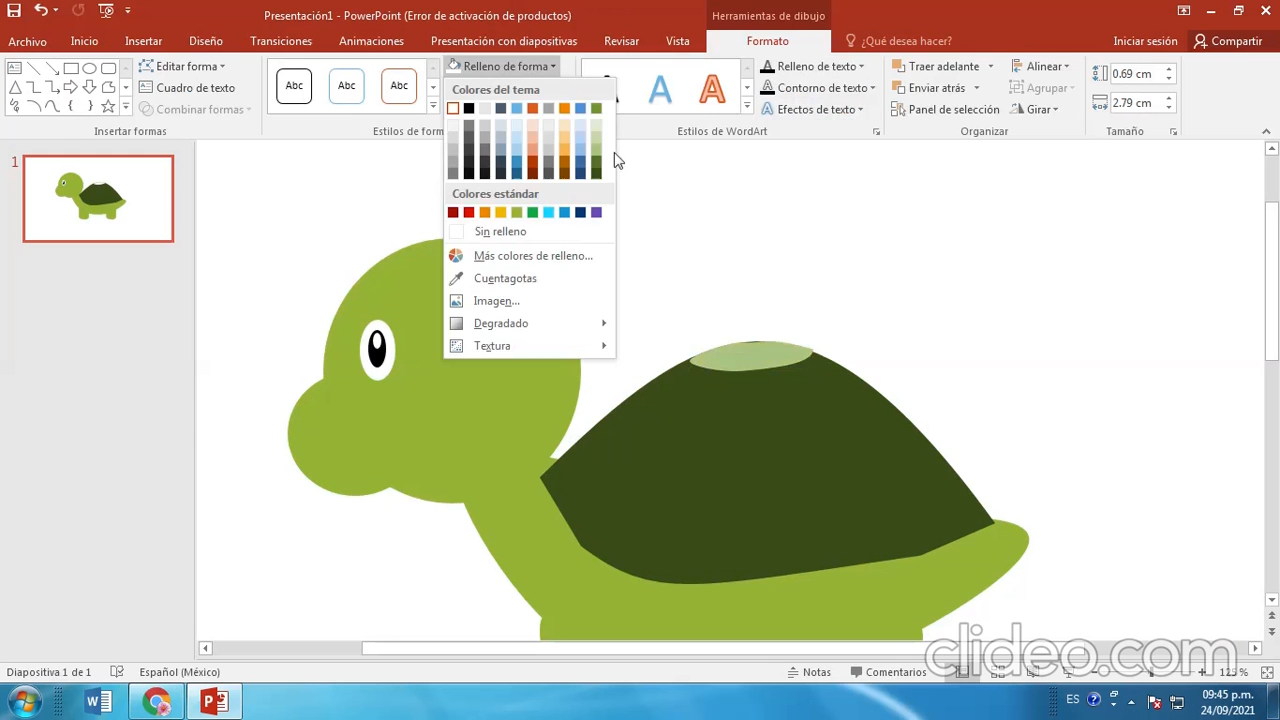 Presentación1 - PowerPoint (Error de activación de productos)
Herramientas de dibujo
Archivo Inicio Insertar Diseño Transiciones Animaciones Presentación con diapositivas Revisar Vista Formato ¿Qué desea hacer? Iniciar sesión Compartir
Editar forma
Cuadro de texto
Combinar formas
Insertar formas
Abc Abc Abc
Estilos de form
Relleno de forma
Colores del tema
Colores estándar
Sin relleno
Más colores de relleno...
Cuentagotas
Imagen...
Degradado
Textura
A A
Relleno de texto
Contorno de texto
Efectos de texto
Estilos de WordArt
Traer adelante
Enviar atrás
Panel de selección
Alinear
Agrupar
Girar
Organizar
0.69 cm
2.79 cm
Tamaño
1
Diapositiva 1 de 1 Español (México) Notas Comentarios 125%
clideo.com
ES
09:45 p.m.
24/09/2021